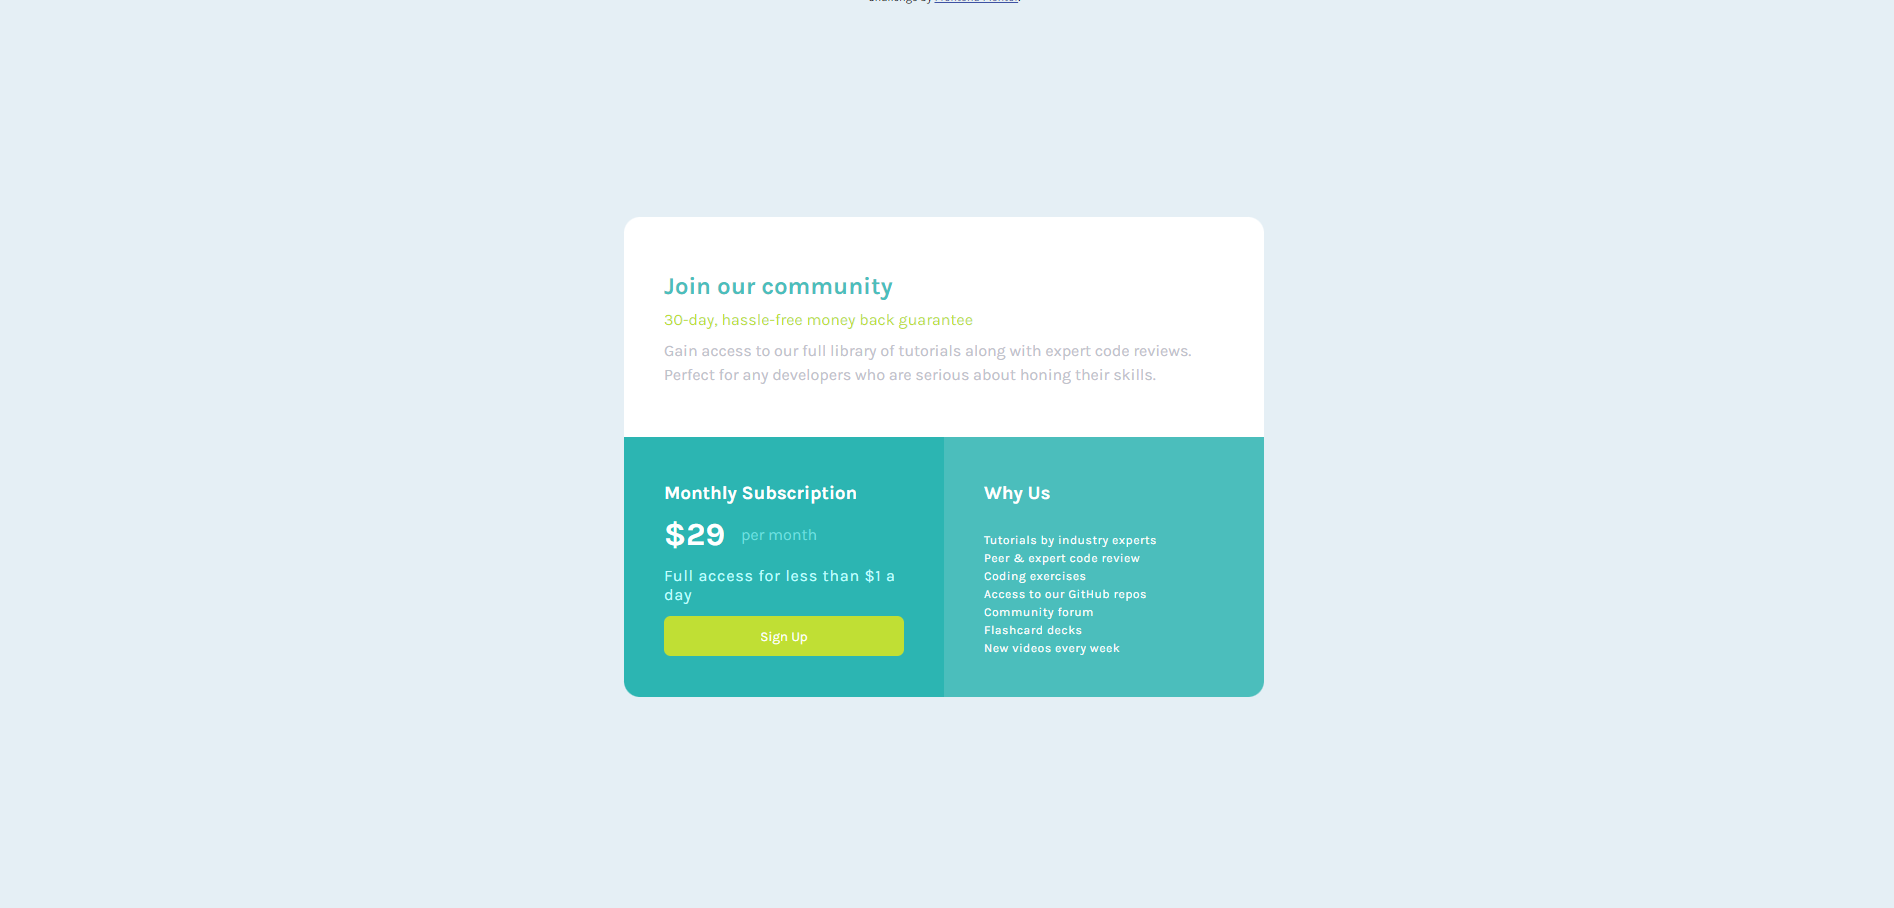 Join our community
30-day, hassle-free money back guarantee
Gain access to our full library of tutorials along with expert code reviews.
Perfect for any developers who are serious about honing their skills.
Monthly Subscription
$29 per month
Full access for less than $1 a
day
Sign Up
Why Us
Tutorials by industry experts
Peer & expert code review
Coding exercises
Access to our GitHub repos
Community forum
Flashcard decks
New videos every week